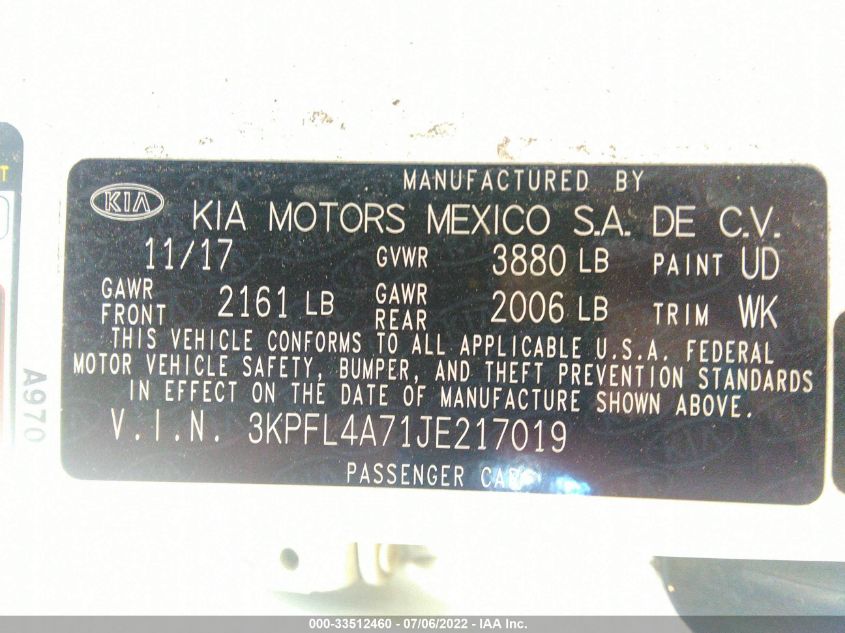 MANUFACTURED BY
KIA
KIA MOTORS MEXICO S.A. DE C.V.
11/17 GVWR 3880 LB PAINT UD
GAWR FRONT 2161 LB GAWR REAR 2006 LB TRIM WK
THIS VEHICLE CONFORMS TO ALL APPLICABLE U.S.A. FEDERAL
MOTOR VEHICLE SAFETY, BUMPER, AND THEFT PREVENTION STANDARDS
IN EFFECT ON THE DATE OF MANUFACTURE SHOWN ABOVE.
V.I.N. 3KPFL4A71JE217019
PASSENGER CAR
A970
T
000-33512460 - 07/06/2022 - IAA Inc.